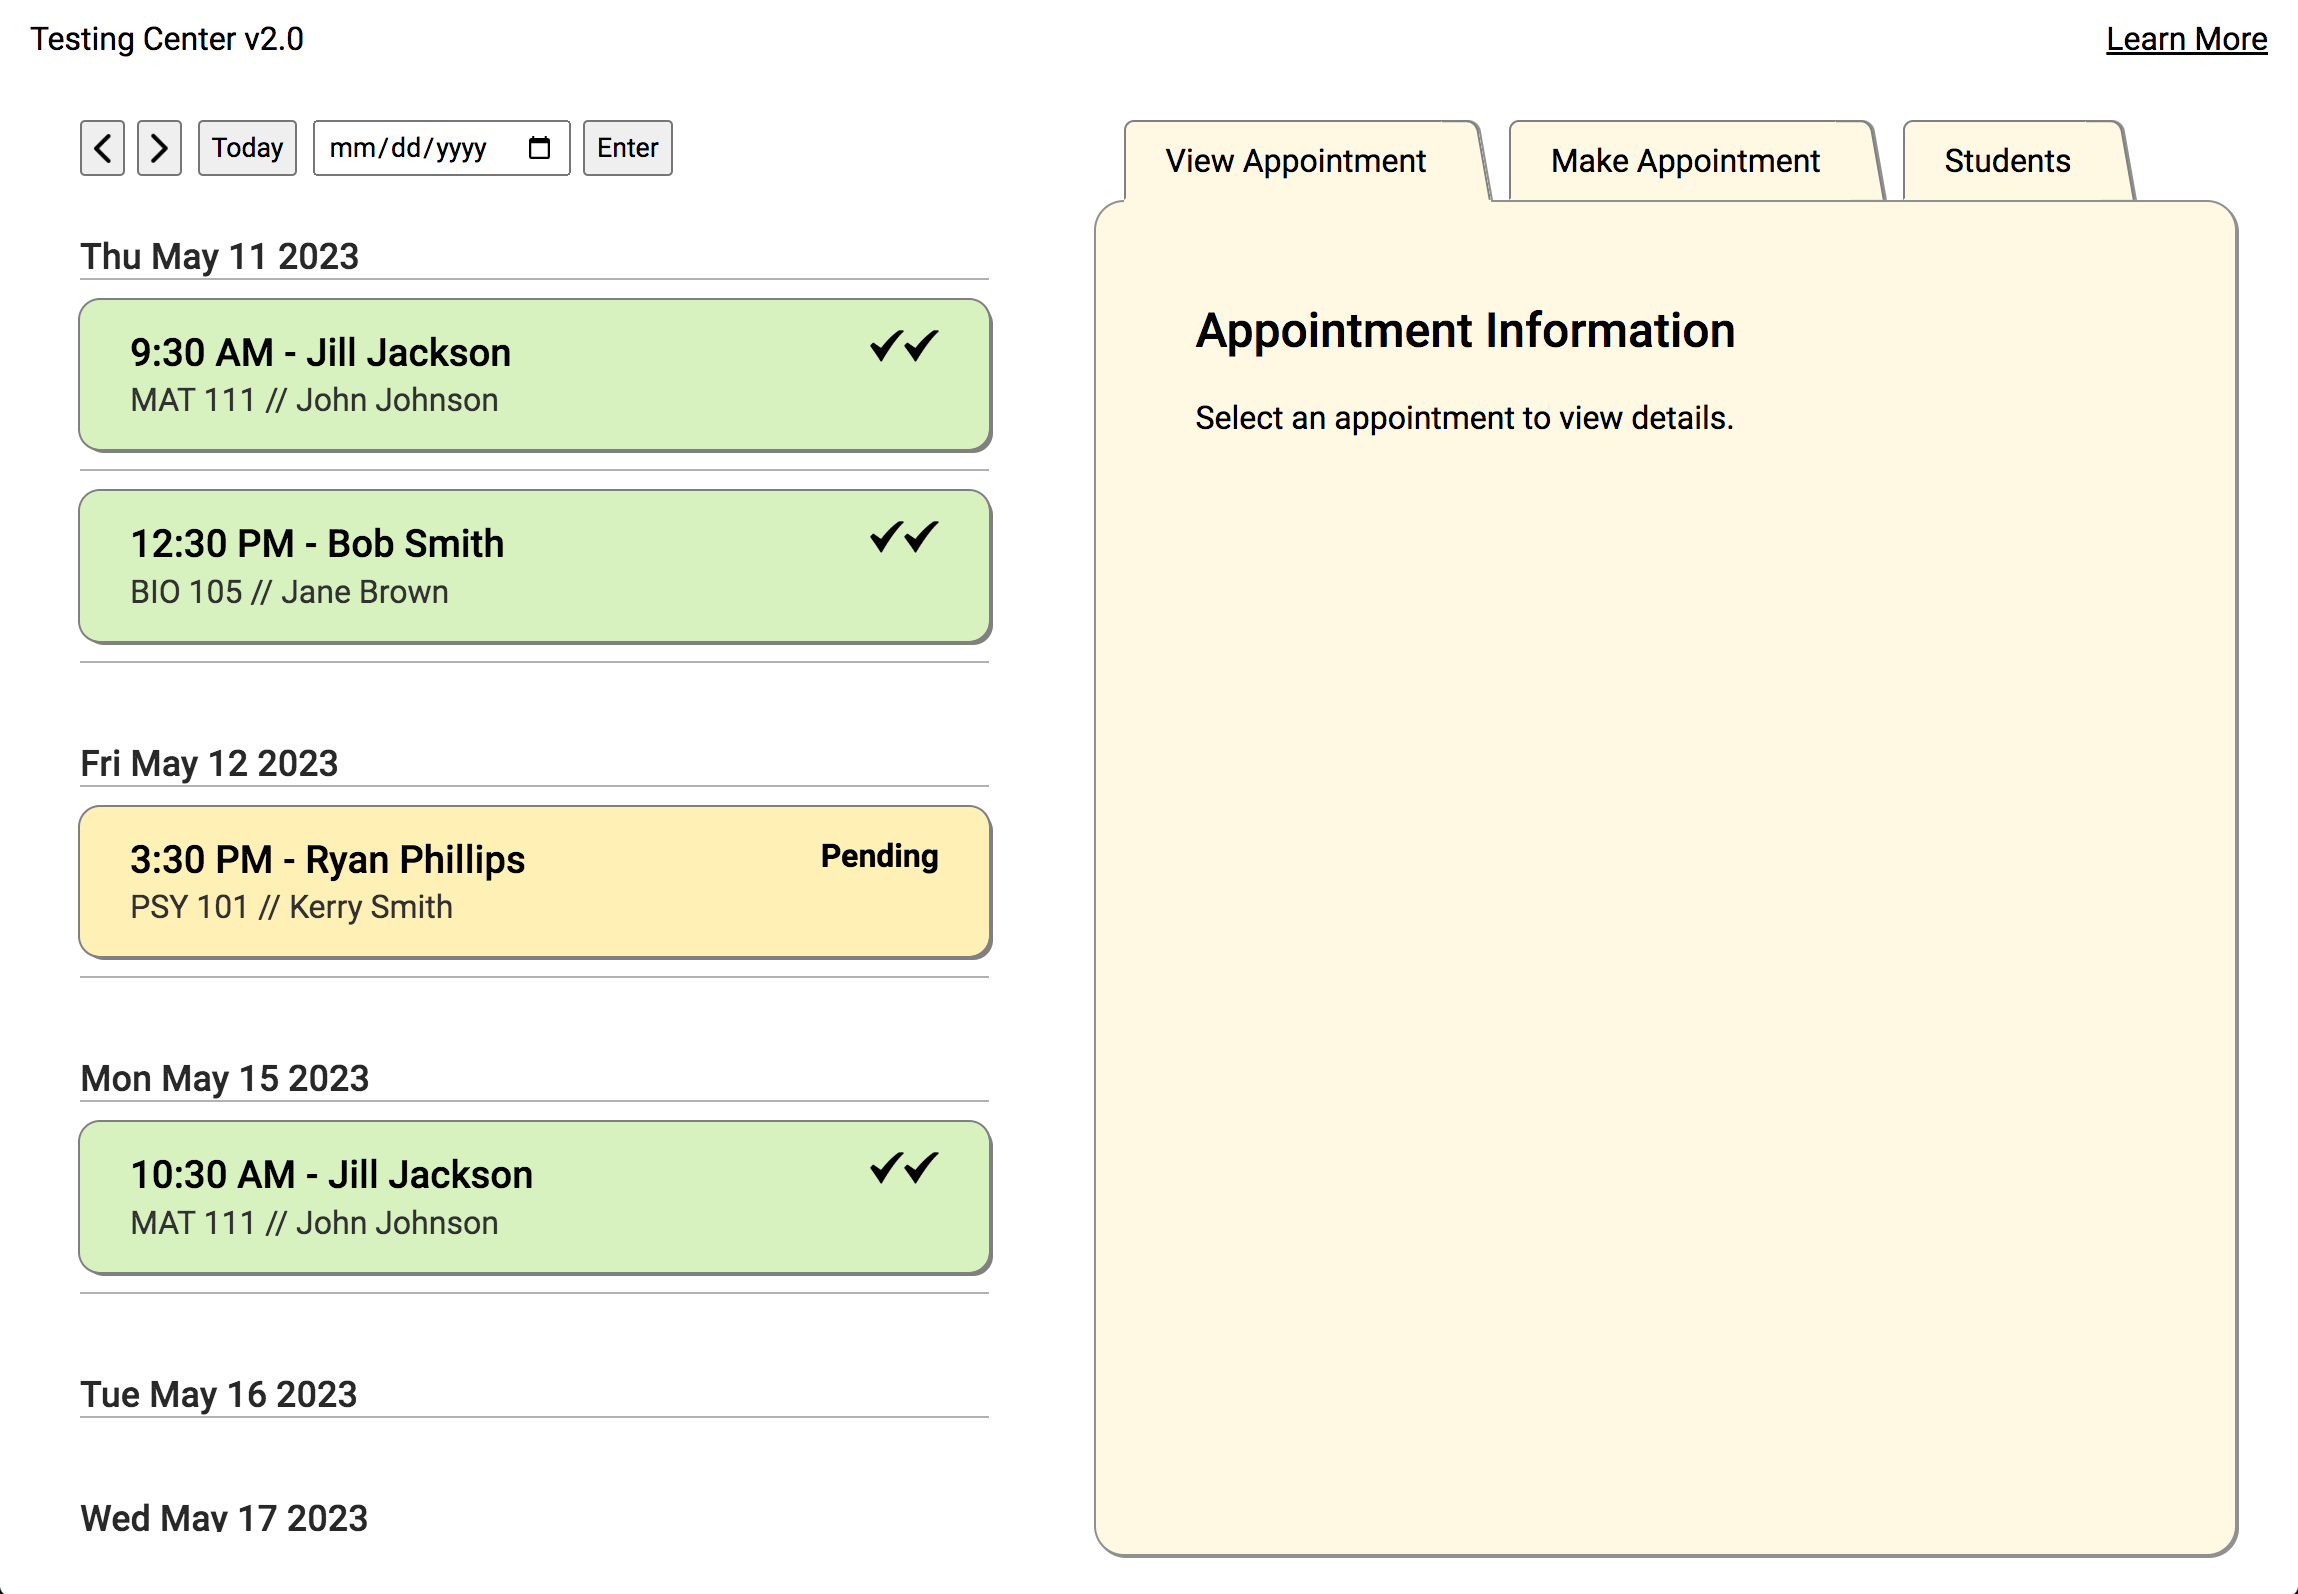 Testing Center v2.0
Learn More
Today
mm/dd/yyyy
Enter
View Appointment
Make Appointment
Students
Thu May 11 2023
9:30 AM - Jill Jackson
MAT 111 // John Johnson
12:30 PM - Bob Smith
BIO 105 // Jane Brown
Fri May 12 2023
3:30 PM - Ryan Phillips
Pending
PSY 101 // Kerry Smith
Mon May 15 2023
10:30 AM - Jill Jackson
MAT 111 // John Johnson
Tue May 16 2023
Wed May 17 2023
Appointment Information
Select an appointment to view details.